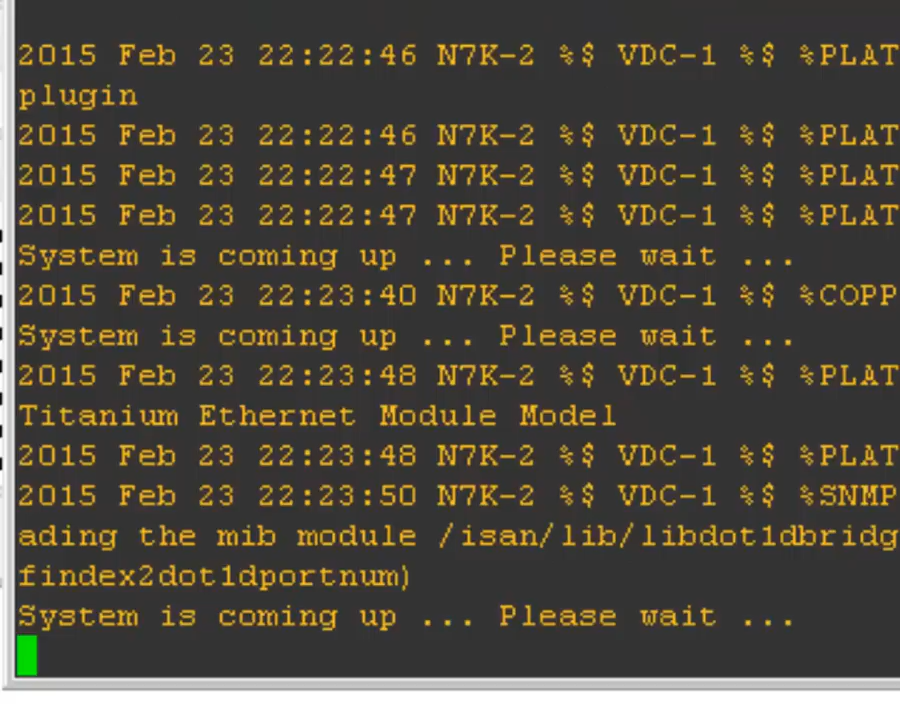 2015 Feb 23 22:22:46 N7K-2 %$ VDC-1 %$ %PLAT
plugin
2015 Feb 23 22:22:46 N7K-2 %$ VDC-1 %$ %PLAT
2015 Feb 23 22:22:47 N7K-2 %$ VDC-1 %$ %PLAT
2015 Feb 23 22:22:47 N7K-2 %$ VDC-1 %$ %PLAT
System is coming up ... Please wait ...
2015 Feb 23 22:23:40 N7K-2 %$ VDC-1 %$ %COPP
System is coming up ... Please wait ...
2015 Feb 23 22:23:48 N7K-2 %$ VDC-1 %$ %PLAT
Titanium Ethernet Module Model
2015 Feb 23 22:23:48 N7K-2 %$ VDC-1 %$ %PLAT
2015 Feb 23 22:23:50 N7K-2 %$ VDC-1 %$ %SNMP
ading the mib module /isan/lib/libdot1dbridg
findex2dot1dportnum)
System is coming up ... Please wait ...